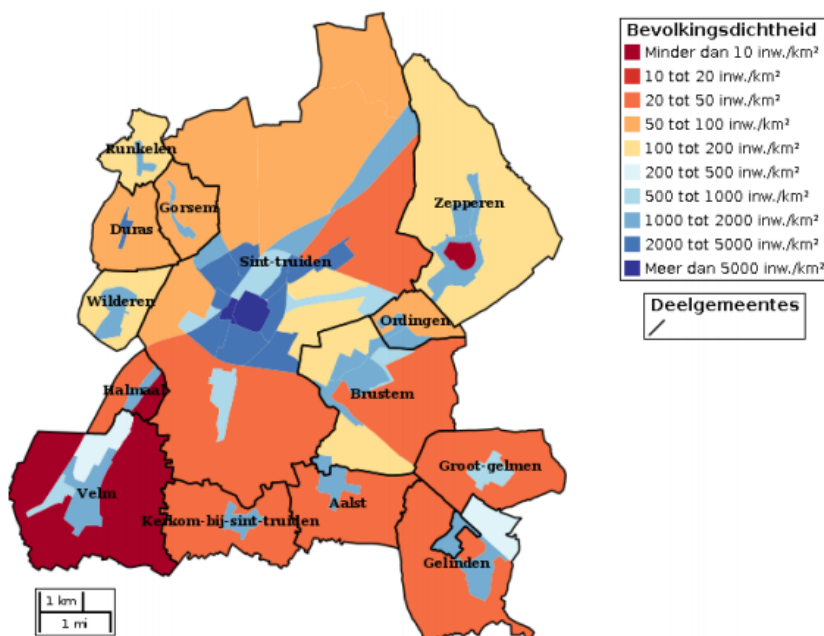 Bevolkingsdichtheid
Minder dan 10 inw./km²
10 tot 20 inw./km²
20 tot 50 inw./km²
50 tot 100 inw./km²
100 tot 200 inw./km²
200 tot 500 inw./km²
500 tot 1000 inw./km²
1000 tot 2000 inw./km²
2000 tot 5000 inw./km²
Meer dan 5000 inw./km²
Deelgemeentes
Runkelen
Gorsem
Duras
Zepperen
Sint-truiden
Wilderen
Ordingen
Halmaal
Brustem
Groot-gelmen
Velm
Aalst
Kerkom-bij-sint-truiden
Gelinden
1 km
1 mi